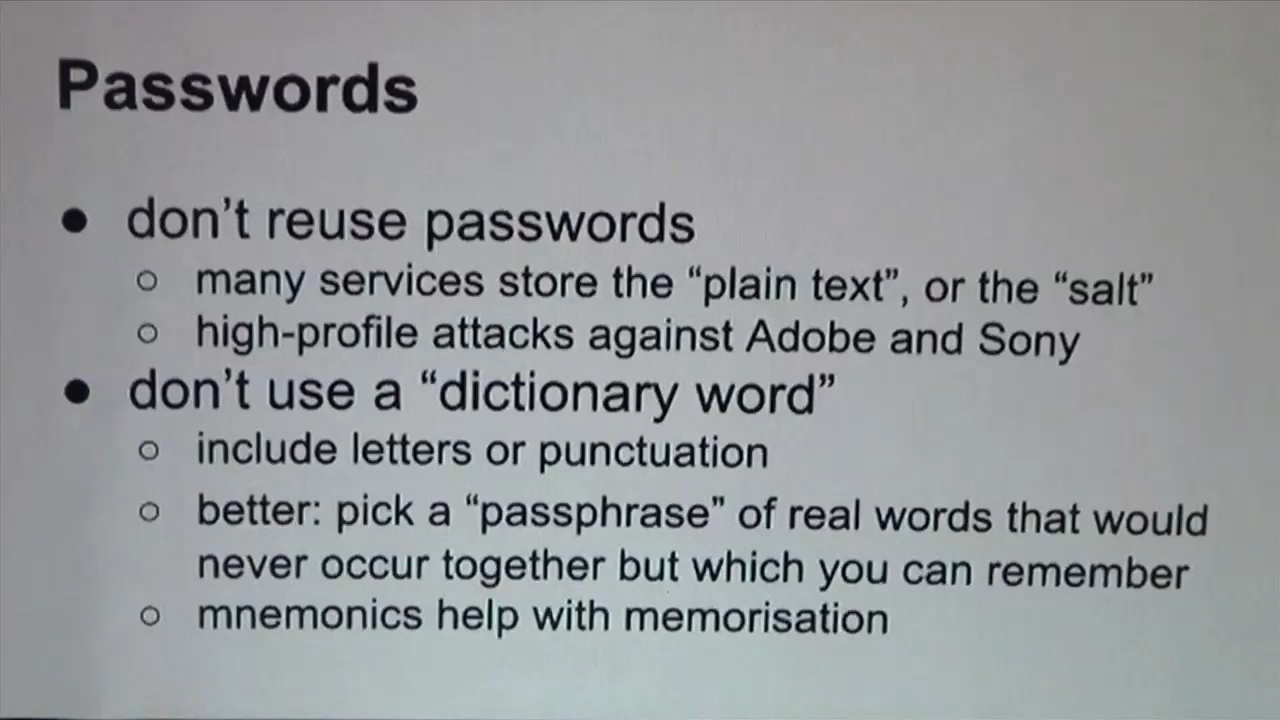 Passwords
● don’t reuse passwords
○ many services store the “plain text”, or the “salt”
○ high-profile attacks against Adobe and Sony
● don’t use a “dictionary word”
○ include letters or punctuation
○ better: pick a “passphrase” of real words that would
never occur together but which you can remember
○ mnemonics help with memorisation